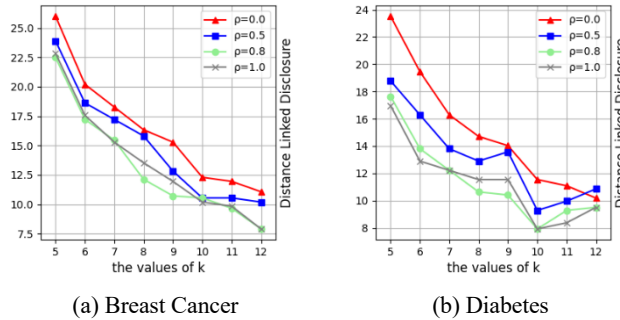 25.0
22.5
20.0
17.5
15.0
12.5
10.0
7.5
5 6 7 8 9 10 11 12
the values of k
ρ=0.0
ρ=0.5
ρ=0.8
ρ=1.0
Distance Linked Disclosure
24
22
20
18
16
14
12
10
8
5 6 7 8 9 10 11 12
the values of k
ρ=0.0
ρ=0.5
ρ=0.8
ρ=1.0
Distance Linked Disclosure
(a) Breast Cancer
(b) Diabetes